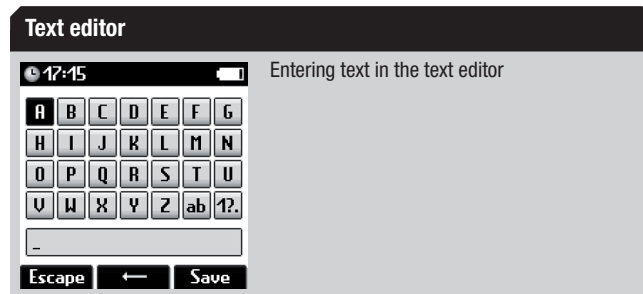 Text editor
17:15
Entering text in the text editor
A B C D E F G
H I J K L M N
O P Q R S T U
V W X Y Z ab 1?.
_
Escape ← Save